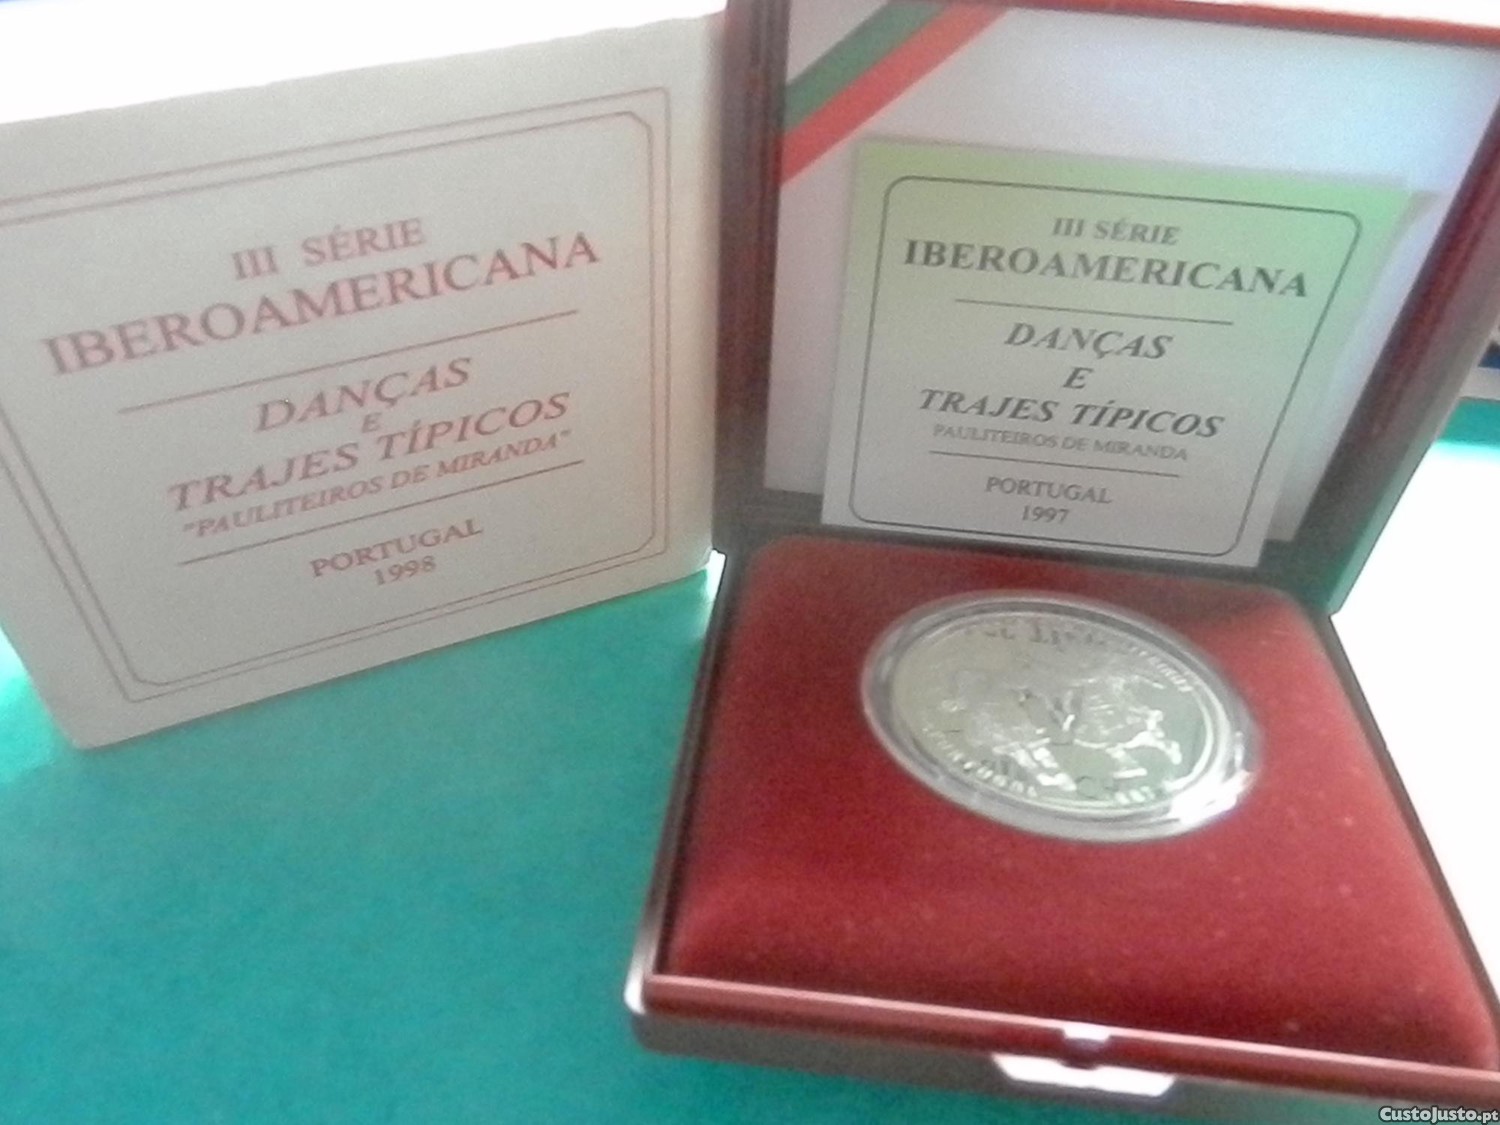 III SÉRIE
IBEROAMERICANA
DANÇAS
E
TRAJES TÍPICOS
"PAULITEIROS DE MIRANDA"
PORTUGAL
1998
III SÉRIE
IBEROAMERICANA
DANÇAS
E
TRAJES TÍPICOS
PAULITEIROS DE MIRANDA
PORTUGAL
1997
CustoJusto.pt